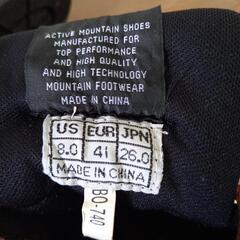 ACTIVE MOUNTAIN SHOES
MANUFACTURED FOR
TOP PERFORMANCE
AND HIGH QUALITY
AND HIGH TECHNOLOGY
MOUNTAIN FOOTWEAR
MADE IN CHINA
US EUR JPN
8.0 41 26.0
MADE IN CHINA
BO-740